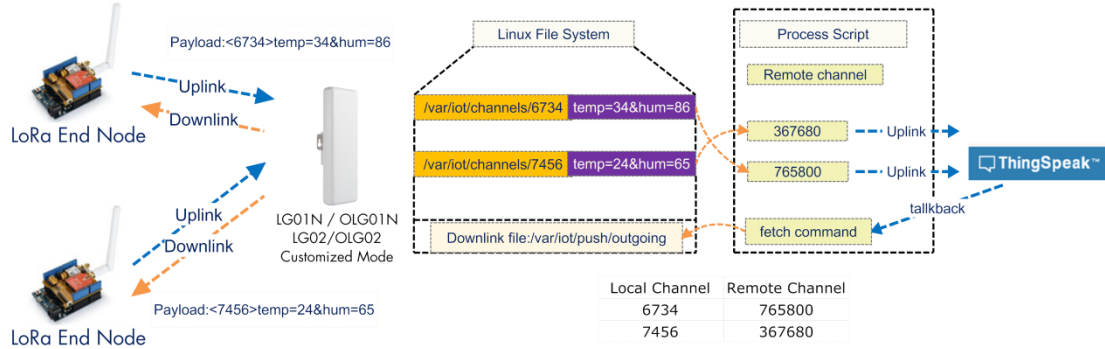 Payload:<6734>temp=34&hum=86
Uplink
Downlink
LoRa End Node
Uplink
Downlink
LoRa End Node
Payload:<7456>temp=24&hum=65
LG01N / OLG01N
LG02/OLG02
Customized Mode
Linux File System
/var/iot/channels/6734 temp=34&hum=86
/var/iot/channels/7456 temp=24&hum=65
Downlink file:/var/iot/push/outgoing
Process Script
Remote channel
367680 Uplink
765800 Uplink
ThingSpeak™
tallkback
fetch command
Local Channel Remote Channel
6734 765800
7456 367680